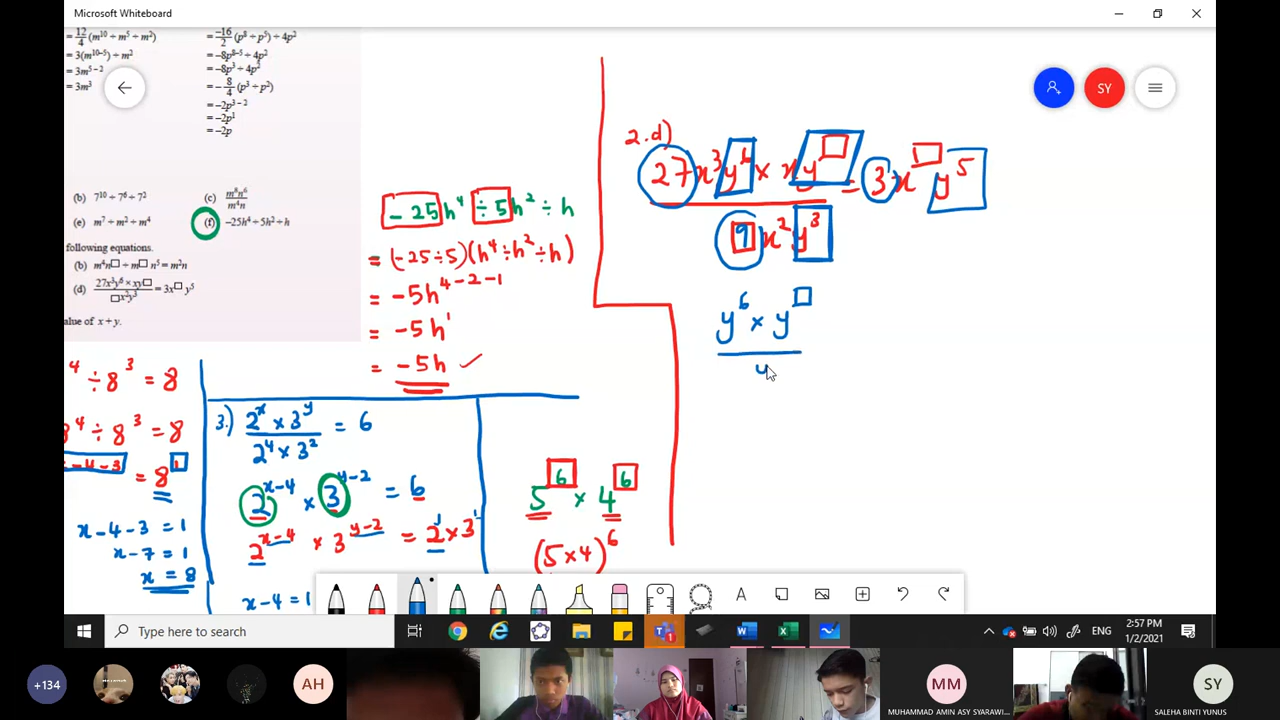 Microsoft Whiteboard
= 12/4 (m¹⁰ ÷ m⁵ ÷ m²)
= 3(m¹⁰⁻⁵) ÷ m²
= 3m⁵⁻²
= 3m³
= -16/2 (p⁸ ÷ p⁵) ÷ 4p²
= –8p⁸⁻⁵ ÷ 4p²
= –8p³ ÷ 4p²
= –8/4 (p³ ÷ p²)
= –2p³⁻²
= –2p¹
= –2p
(b) 7¹⁰ ÷ 7⁶ ÷ 7² (c) m⁸n⁶/m⁴n
(e) m⁷ ÷ m² ÷ m⁴ (f) –25h⁴ ÷ 5h² ÷ h
following equations.
(b) m⁴n□ ÷ m□ n⁵ = m²n
(d) 27x³y⁶ × xy□/□x²y³ = 3x□ y⁵
alue of x + y.
- 25h⁴ ÷ 5h² ÷ h
= (-25÷5)(h⁴÷h²÷h)
= -5h⁴⁻²⁻¹
= -5h¹
= -5h ✓
⁴ ÷ 8³ = 8
8⁴ ÷ 8³ = 8
-4-3 = 8¹
x-4-3 = 1
x-7 = 1
x = 8
3.) 2ˣ × 3ʸ / 2⁴ × 3² = 6
2ˣ⁻⁴ × 3ʸ⁻² = 6
2ˣ⁻⁴ × 3ʸ⁻² = 2¹ × 3¹
x-4 = 1
5⁶ × 4⁶
(5×4)⁶
2.d)
27x³y⁶ × xy□ / 9x²y³ = 3x□y⁵
y⁶ × y□
SY
Type here to search
ENG
2:57 PM
1/2/2021
+134
AH
MM
MUHAMMAD AMIN ASY SYARAWI...
SY
SALEHA BINTI YUNUS